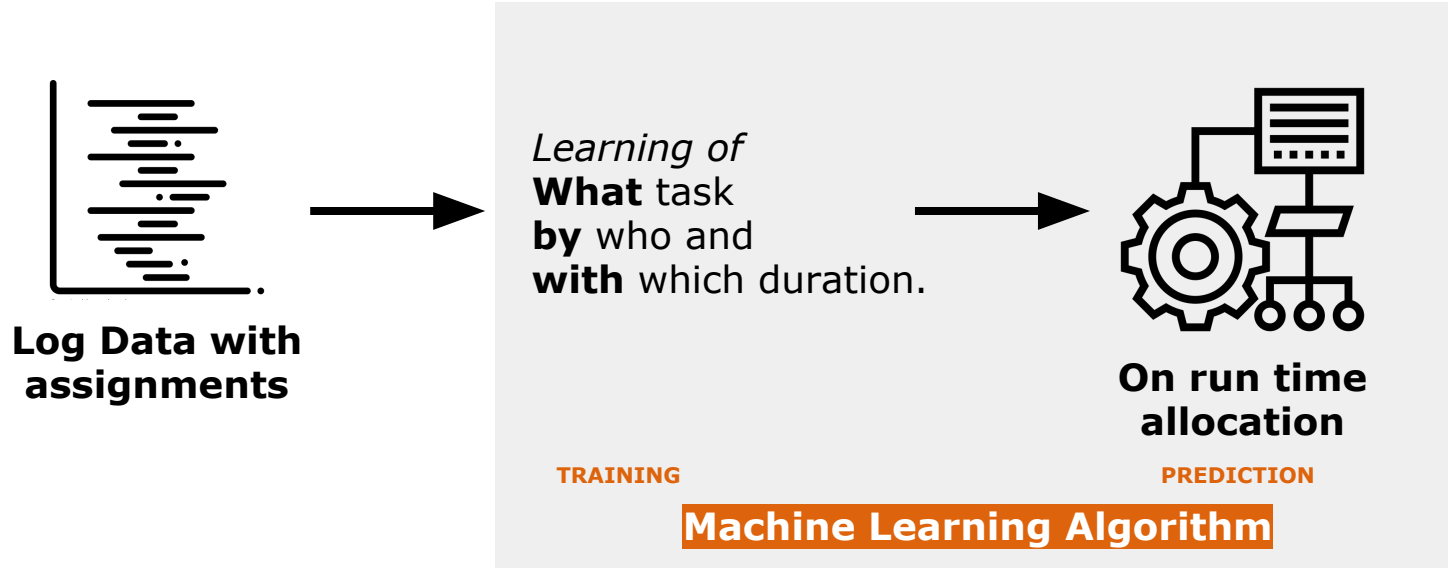 Learning of
What task
by who and
with which duration.
Log Data with
assignments
On run time
allocation
TRAINING
PREDICTION
Machine Learning Algorithm